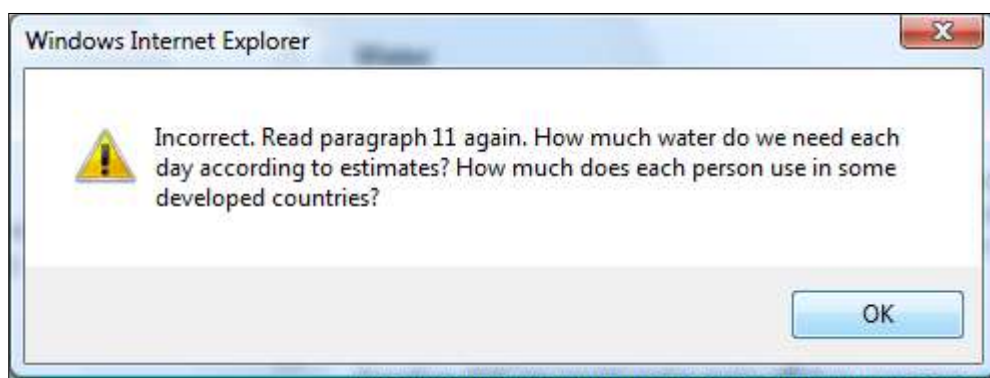 Windows Internet Explorer
Water
Incorrect. Read paragraph 11 again. How much water do we need each
day according to estimates? How much does each person use in some
developed countries?
OK